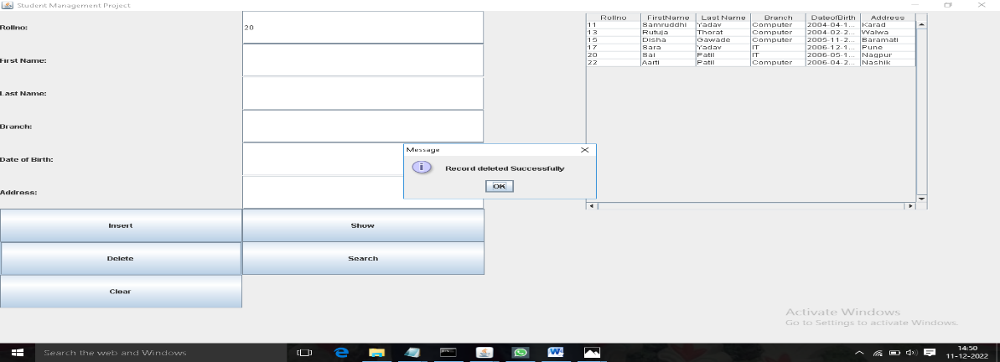 Student Management Project
Rollno:
20
First Name:
Last Name:
Branch:
Date of Birth:
Address:
Insert
Show
Delete
Search
Clear
Rollno FirstName Last Name Branch DateofBirth Address
11 Samruddhi Yadav Computer 2004-04-1... Karad
13 Rutuja Thorat Computer 2004-02-2... Walwa
15 Disha Gawade Computer 2005-11-2... Baramati
17 Sara Yadav IT 2006-12-1... Pune
20 Sai Patil IT 2006-05-1... Nagpur
22 Aarti Patil Computer 2006-04-2... Nashik
Message
Record deleted Successfully
OK
Activate Windows
Go to Settings to activate Windows.
Search the web and Windows
14:50
11-12-2022